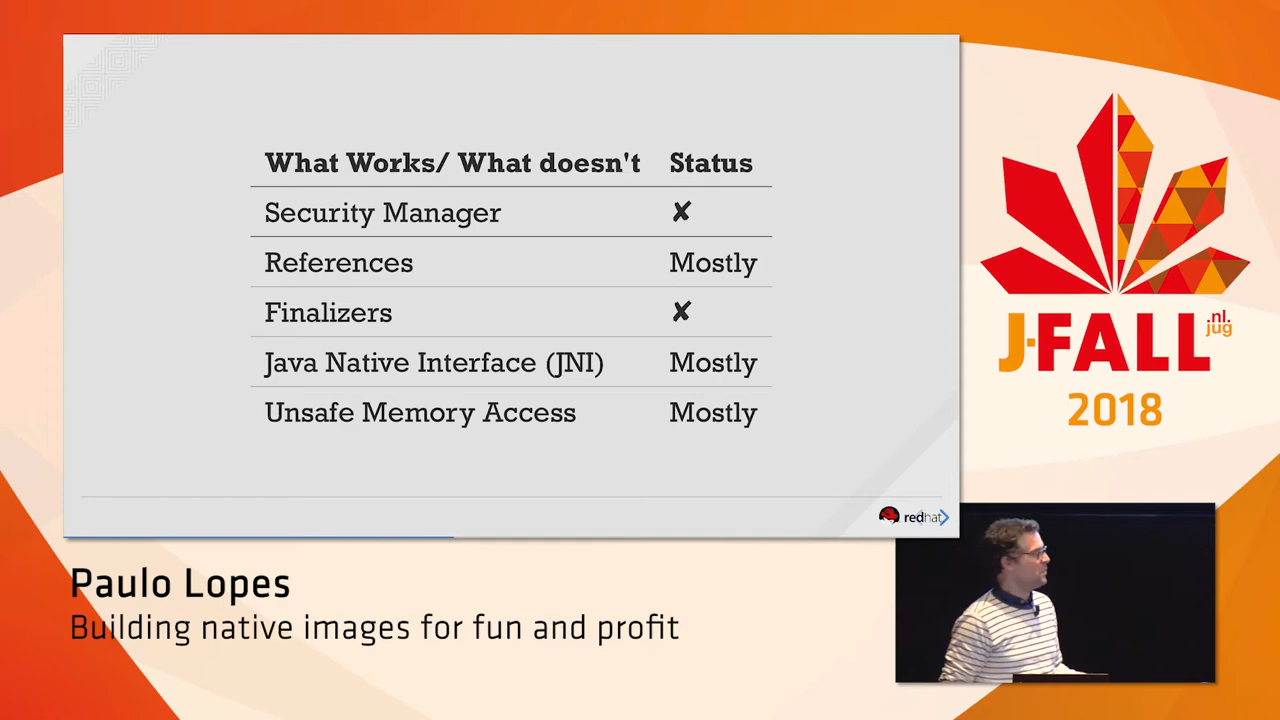 What Works/ What doesn't Status
Security Manager ✘
References Mostly
Finalizers ✘
Java Native Interface (JNI) Mostly
Unsafe Memory Access Mostly
redhat
J·FALL
nl.
jug
2018
Paulo Lopes
Building native images for fun and profit